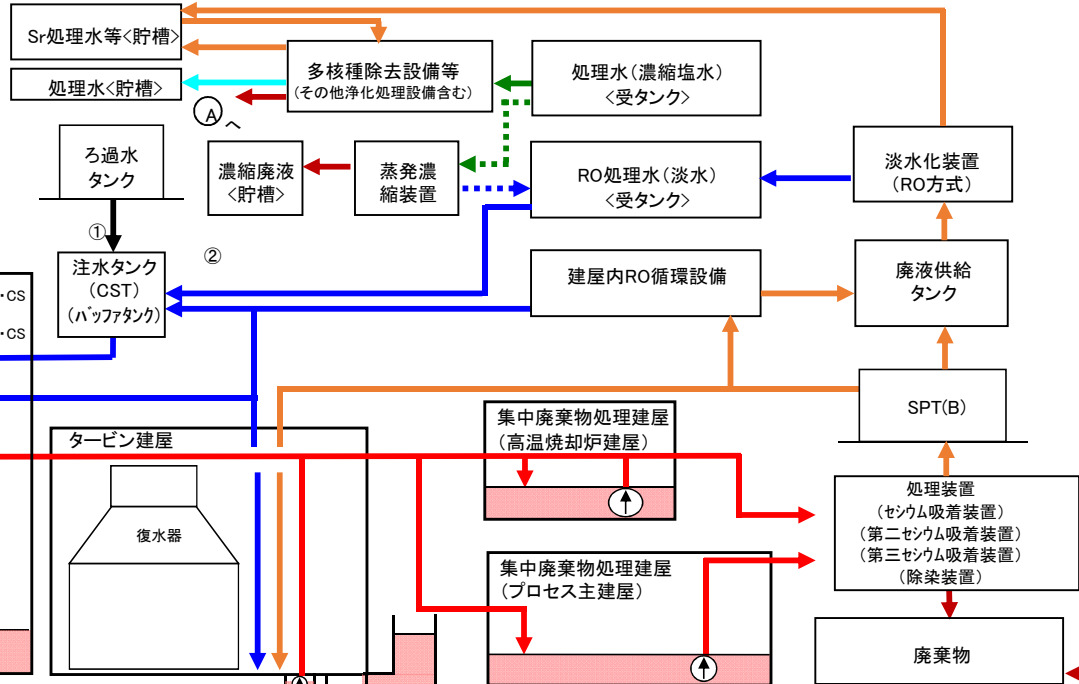 Sr処理水等<貯槽>
処理水<貯槽>
多核種除去設備等
(その他浄化処理設備含む)
処理水(濃縮塩水)
<受タンク>
A へ
ろ過水
タンク
濃縮廃液
<貯槽>
蒸発濃
縮装置
RO処理水(淡水)
<受タンク>
淡水化装置
(RO方式)
①
②
注水タンク
(CST)
(バッファタンク)
建屋内RO循環設備
廃液供給
タンク
・CS
・CS
SPT(B)
タービン建屋
復水器
集中廃棄物処理建屋
(高温焼却炉建屋)
処理装置
(セシウム吸着装置)
(第二セシウム吸着装置)
(第三セシウム吸着装置)
(除染装置)
集中廃棄物処理建屋
(プロセス主建屋)
廃棄物